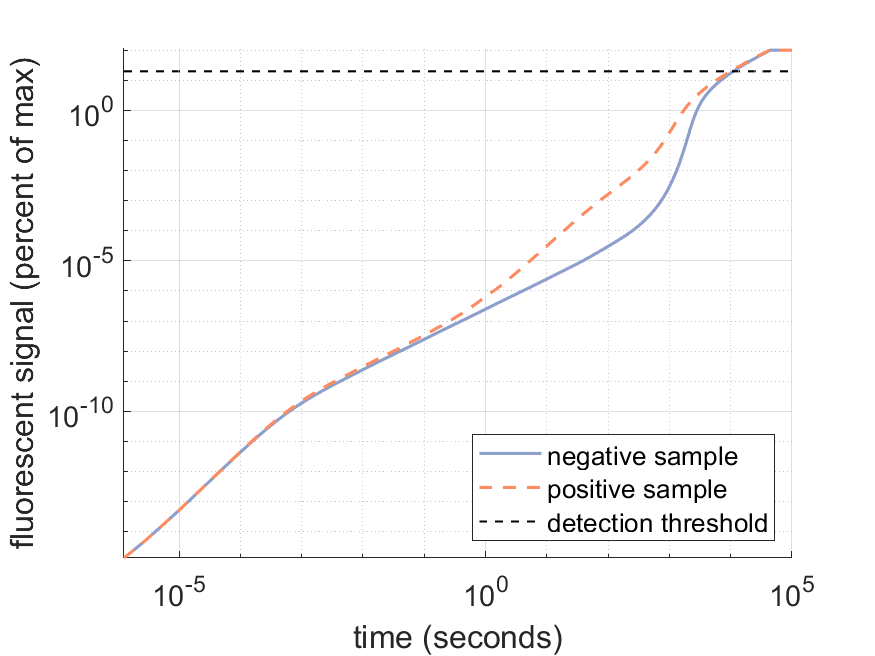 fluorescent signal (percent of max)
10^0
10^-5
10^-10
negative sample
positive sample
detection threshold
10^-5
10^0
10^5
time (seconds)